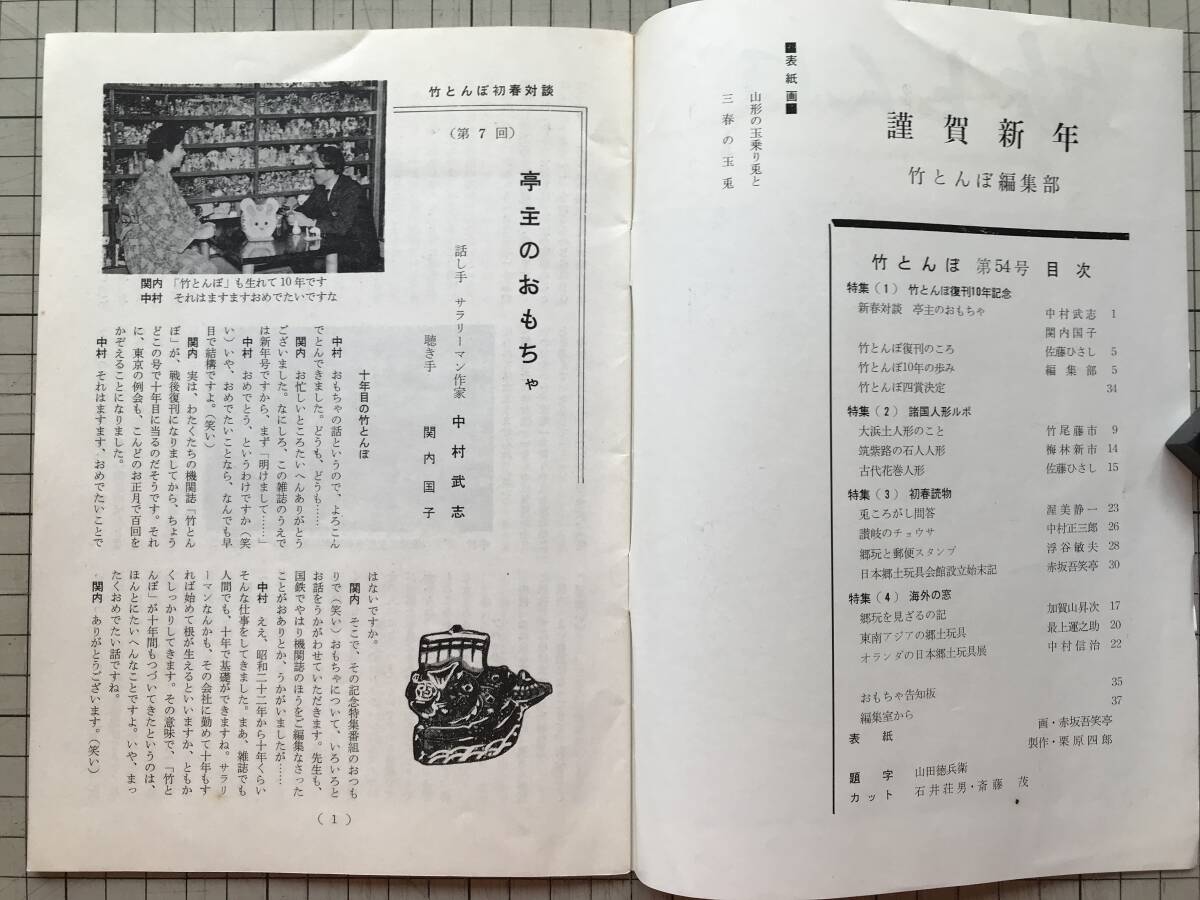 ■表紙画■
山形の玉乗り兎と
三春の玉兎
謹賀新年
竹とんぼ編集部
竹とんぼ 第54号 目次
特集(1) 竹とんぼ復刊10年記念
新春対談 亭主のおもちゃ 中村武志 1
関内国子
竹とんぼ復刊のころ 佐藤ひさし 5
竹とんぼ10年の歩み 編集部 5
竹とんぼ四賞決定 34
特集(2) 諸国人形ルポ
大浜土人形のこと 竹尾藤市 9
筑紫路の石人人形 梅林新市 14
古代花巻人形 佐藤ひさし 15
特集(3) 初春読物
兎ころがし問答 渥美静一 23
讃岐のチョウサ 中村正三郎 26
郷玩と郵便スタンプ 浮谷敏夫 28
日本郷土玩具会館設立始末記 赤坂吾笑亭 30
特集(4) 海外の窓
郷玩を見ざるの記 加賀山昇次 17
東南アジアの郷土玩具 最上運之助 20
オランダの日本郷土玩具展 中村信治 22
おもちゃ告知板 35
編集室から 37
表紙 画・赤坂吾笑亭
製作・栗原四郎
題字 山田徳兵衛
カット 石井荘男・斎藤茂
竹とんぼ初春対談
(第7回)
亭主のおもちゃ
話し手 サラリーマン作家 中村武志
聴き手 関内国子
関内 「竹とんぼ」も生れて10年です
中村 それはますますおめでたいですな
十年目の竹とんぼ
中村 おもちゃの話というので、よろこん
でとんできました。どうも、どうも……
関内 お忙しいところたいへんありがとう
ございました。なにしろ、この雑誌のうえで
は新年号ですから、まず「明けまして……」
中村 おめでとう、というわけですか(笑
い)いや、おめでたいことなら、なんでも早
目で結構ですよ。(笑い)
関内 実は、わたくたちの機関誌「竹とん
ぼ」が、戦後復刊になりましてから、ちょう
どこの号で十年目に当るのだそうです。それ
に、東京の例会も、こんどのお正月で百回を
かぞえることになりました。
中村 それはますます、おめでたいことで
はないですか。
関内 そこで、その記念特集番組のおつも
りで(笑い)おもちゃについて、いろいろと
お話をうかがわせていただきます。先生も、
国鉄でやはり機関誌のほうをご編集なさった
ことがおありとか、うかがいましたが……
中村 ええ、昭和二十二年から十年くらい
そんな仕事をしてきました。まあ、雑誌でも
人間でも、十年で基礎ができますね。サラリ
ーマンなんかも、その会社に勤めて十年もす
れば始めて根が生えるといいますか、ともか
くしっかりしてきます。その意味で、「竹と
んぼ」が十年間もつづいてきたというのは、
ほんとにたいへんなことですよ。いや、まっ
たくおめでたい話ですね。
関内 ありがとうございます。(笑い)
(1)